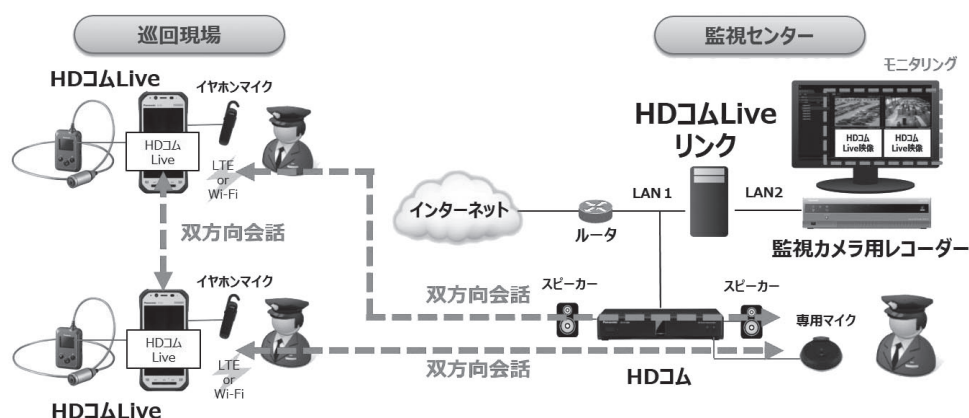 巡回現場
監視センター
HDコムLive
イヤホンマイク
HDコム
Live
LTE
or
Wi-Fi
双方向会話
イヤホンマイク
HDコム
Live
LTE
or
Wi-Fi
HDコムLive
インターネット
ルータ
LAN1
HDコムLive
リンク
LAN2
モニタリング
HDコム
Live映像
HDコム
Live映像
監視カメラ用レコーダー
双方向会話
スピーカー
スピーカー
専用マイク
双方向会話
HDコム